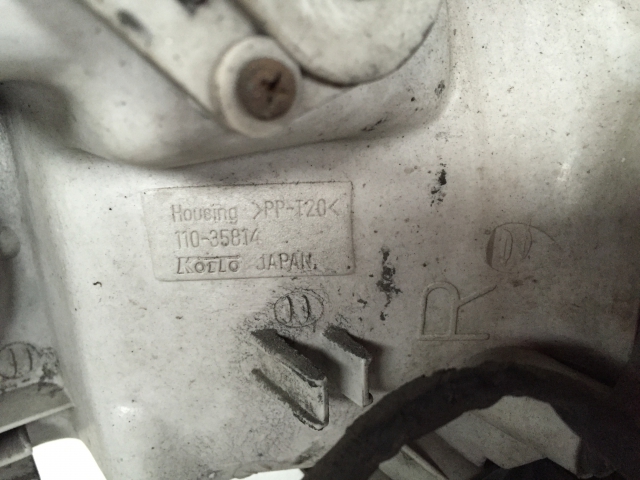 Housing >PP-T20<
110-35814
KOITO JAPAN.
R